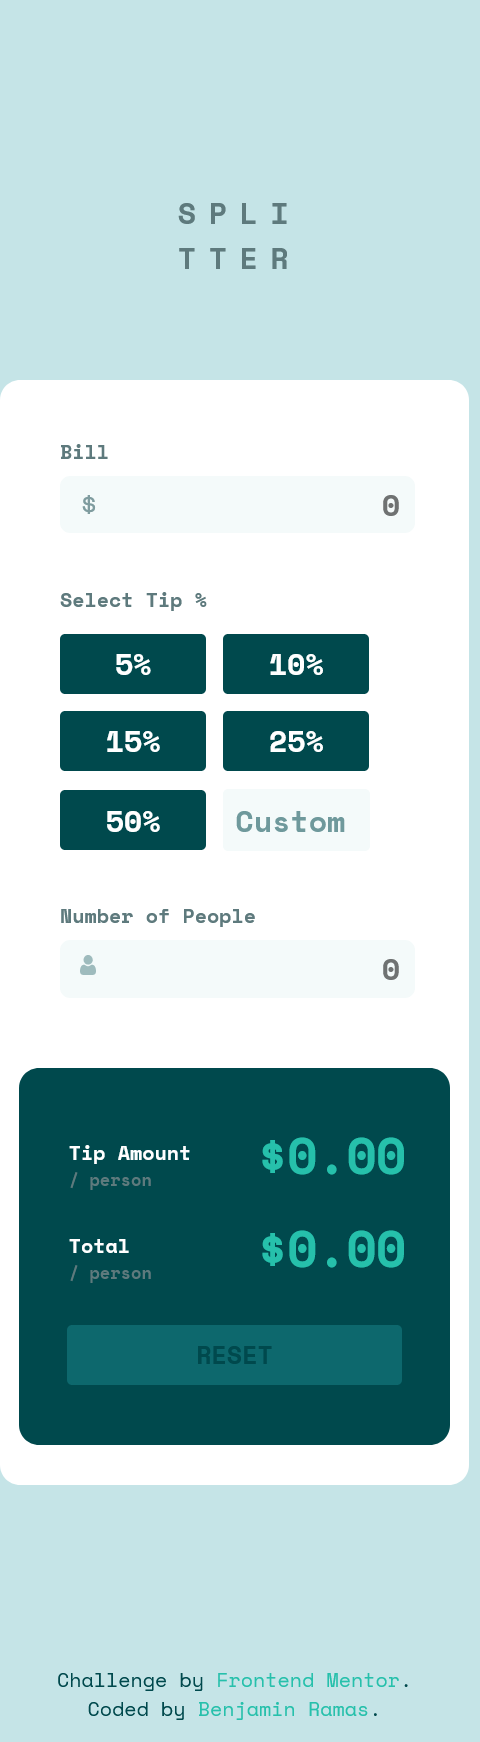 SPLI
TTER
Bill
$ 0
Select Tip %
5% 10%
15% 25%
50% Custom
Number of People
0
Tip Amount $0.00
/ person
Total $0.00
/ person
RESET
Challenge by Frontend Mentor.
Coded by Benjamin Ramas.